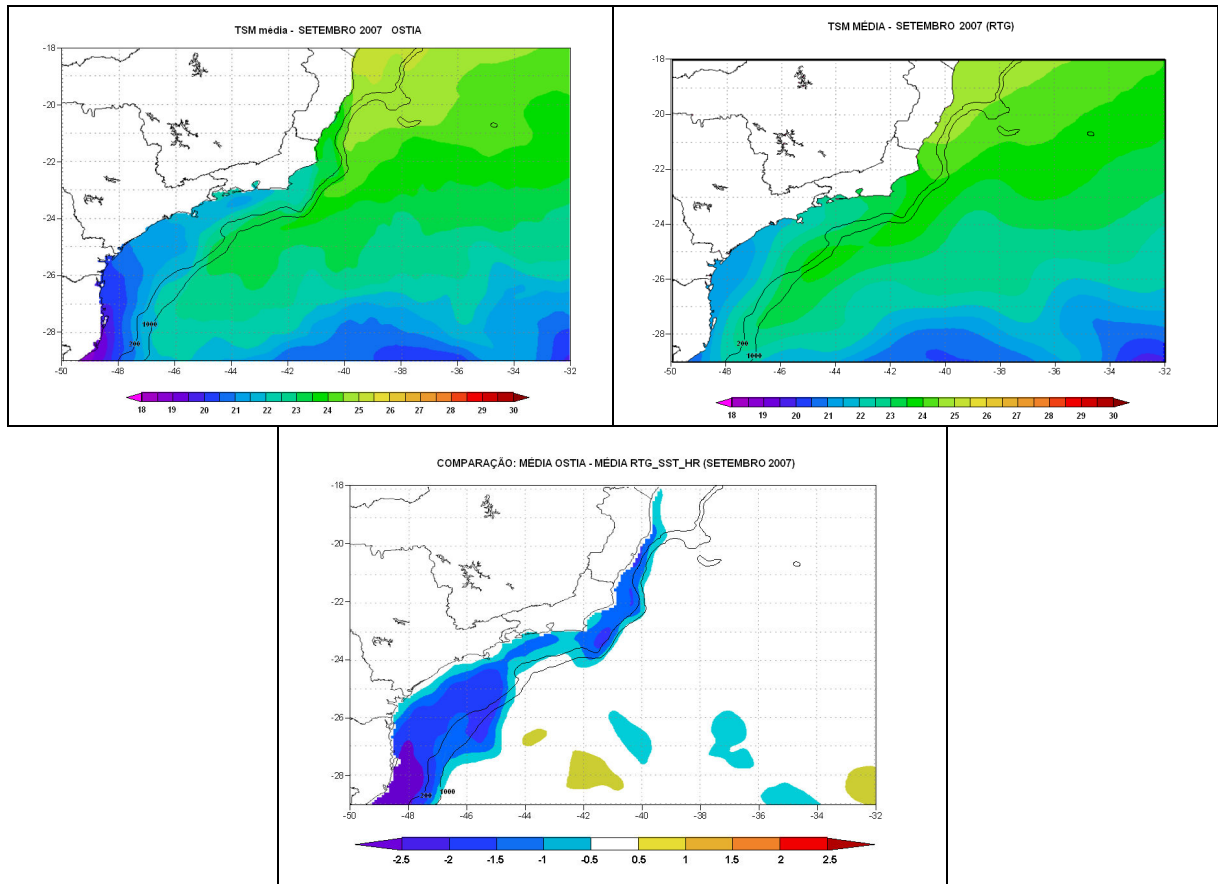 TSM média - SETEMBRO 2007 OSTIA
-18
-20
-22
-24
-26
-28
1000
200
-50 -48 -46 -44 -42 -40 -38 -36 -34 -32
18 19 20 21 22 23 24 25 26 27 28 29 30
TSM MÉDIA - SETEMBRO 2007 (RTG)
-18
-20
-22
-24
-26
-28
200
1000
-50 -48 -46 -44 -42 -40 -38 -36 -34 -32
18 19 20 21 22 23 24 25 26 27 28 29 30
COMPARAÇÃO: MÉDIA OSTIA - MÉDIA RTG_SST_HR (SETEMBRO 2007)
-18
-20
-22
-24
-26
-28
200 1000
-50 -48 -46 -44 -42 -40 -38 -36 -34 -32
-2.5 -2 -1.5 -1 -0.5 0.5 1 1.5 2 2.5